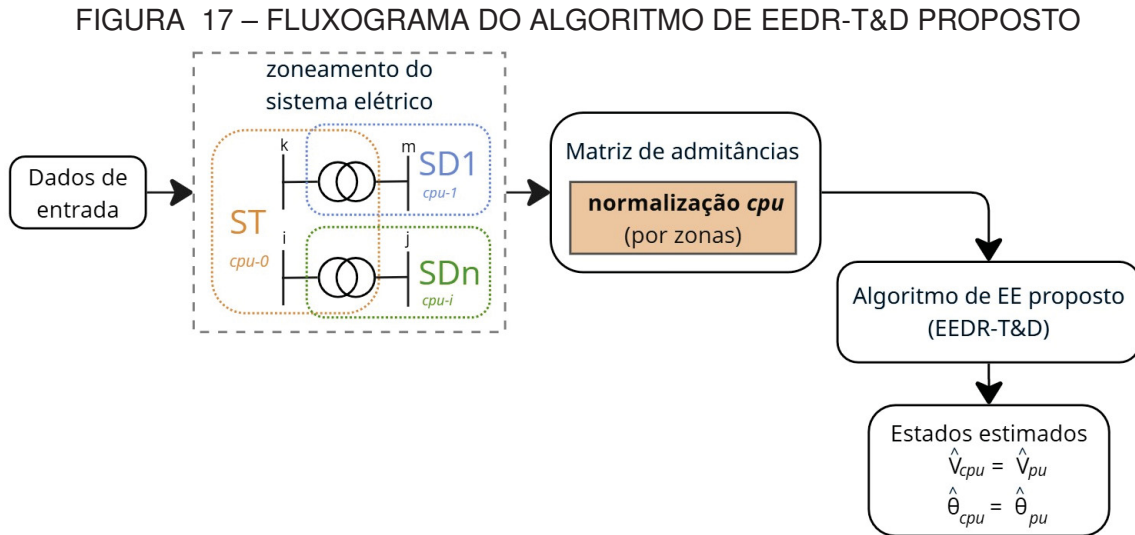 FIGURA 17 – FLUXOGRAMA DO ALGORITMO DE EEDR-T&D PROPOSTO
zoneamento do
sistema elétrico
Dados de
entrada
k
m
SD1
cpu-1
ST
cpu-0
i
j
SDn
cpu-i
Matriz de admitâncias
normalização cpu
(por zonas)
Algoritmo de EE proposto
(EEDR-T&D)
Estados estimados
V̂cpu = V̂pu
θ̂cpu = θ̂pu